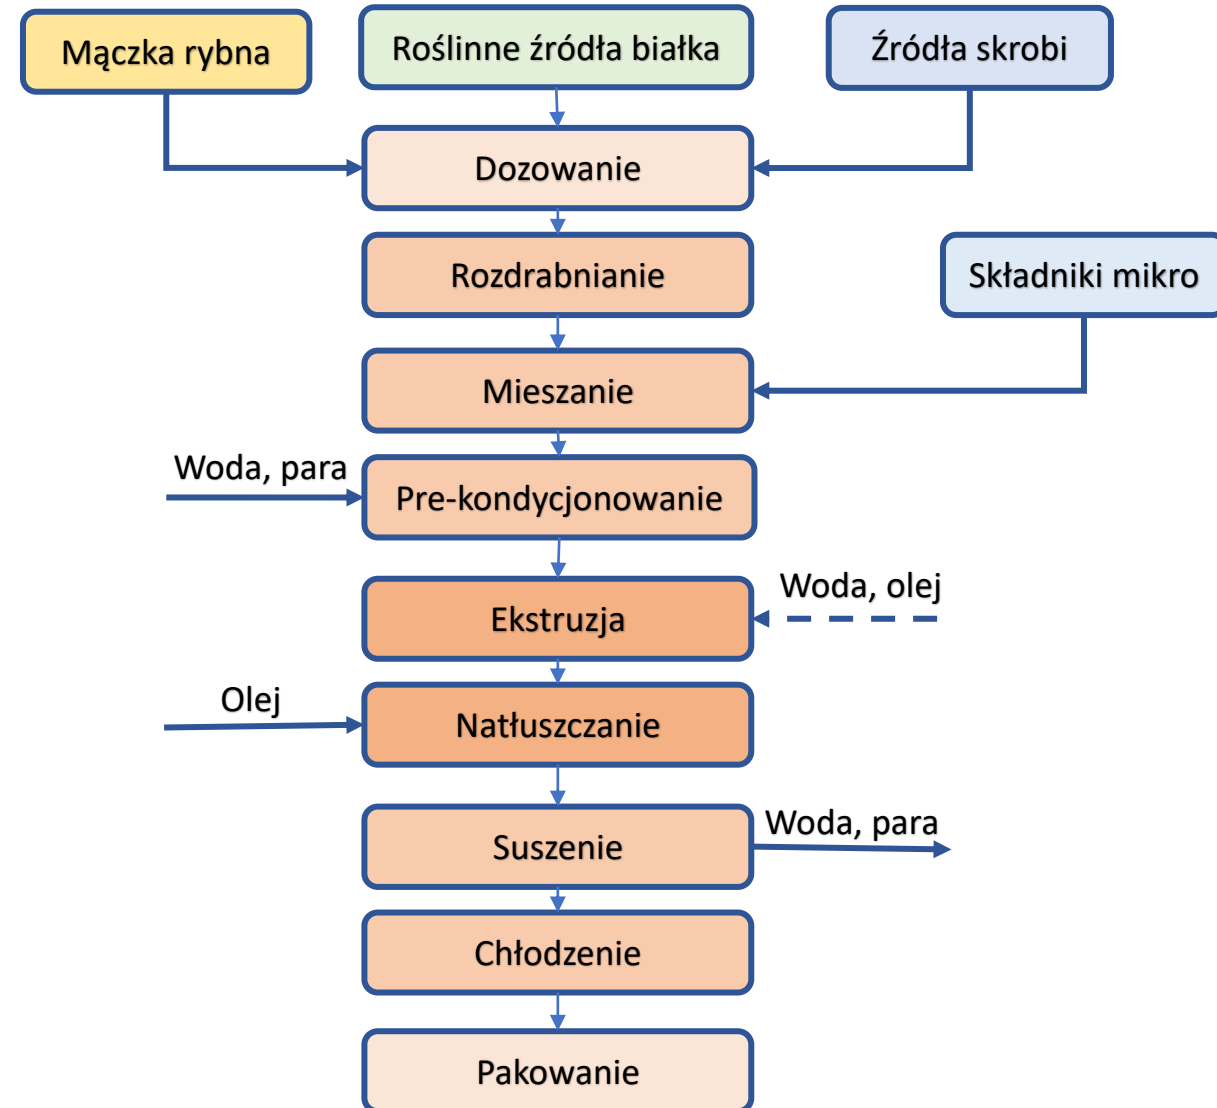 Mączka rybna
Roślinne źródła białka
Źródła skrobi
Dozowanie
Rozdrabnianie
Składniki mikro
Mieszanie
Woda, para
Pre-kondycjonowanie
Woda, olej
Ekstruzja
Olej
Natłuszczanie
Woda, para
Suszenie
Chłodzenie
Pakowanie